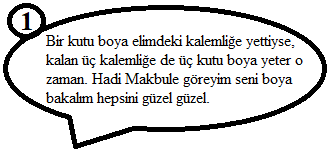 1
Bir kutu boya elimdeki kalemliğe yettiyse,
kalan üç kalemliğe de üç kutu boya yeter o
zaman. Hadi Makbule göreyim seni boya
bakalım hepsini güzel güzel.